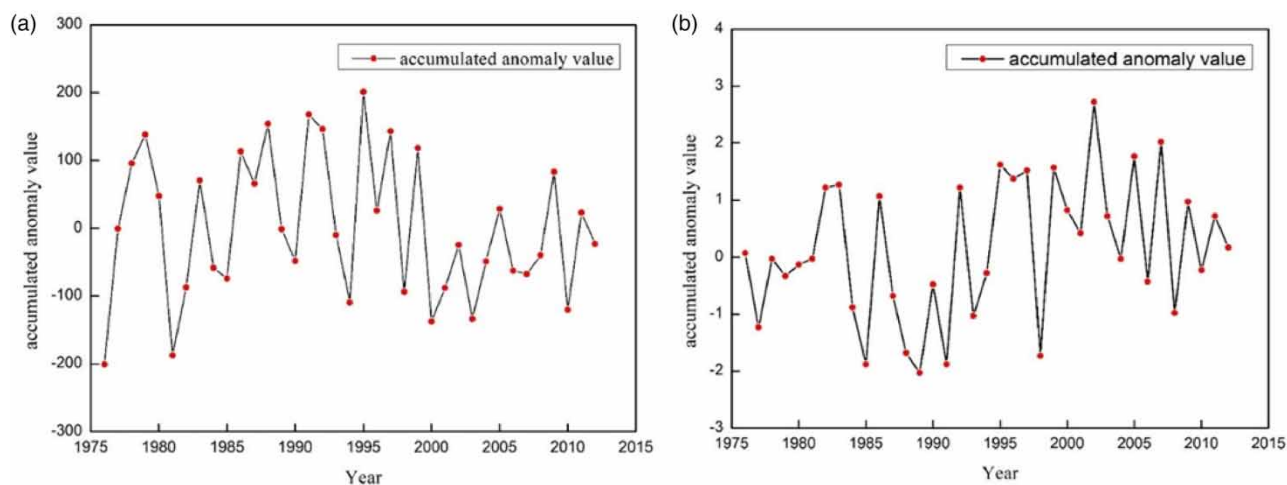 (a)
accumulated anomaly value
300
200
100
0
-100
-200
-300
accumulated anomaly value
1975 1980 1985 1990 1995 2000 2005 2010 2015
Year
(b)
accumulated anomaly value
4
3
2
1
0
-1
-2
-3
accumulated anomaly value
1975 1980 1985 1990 1995 2000 2005 2010 2015
Year